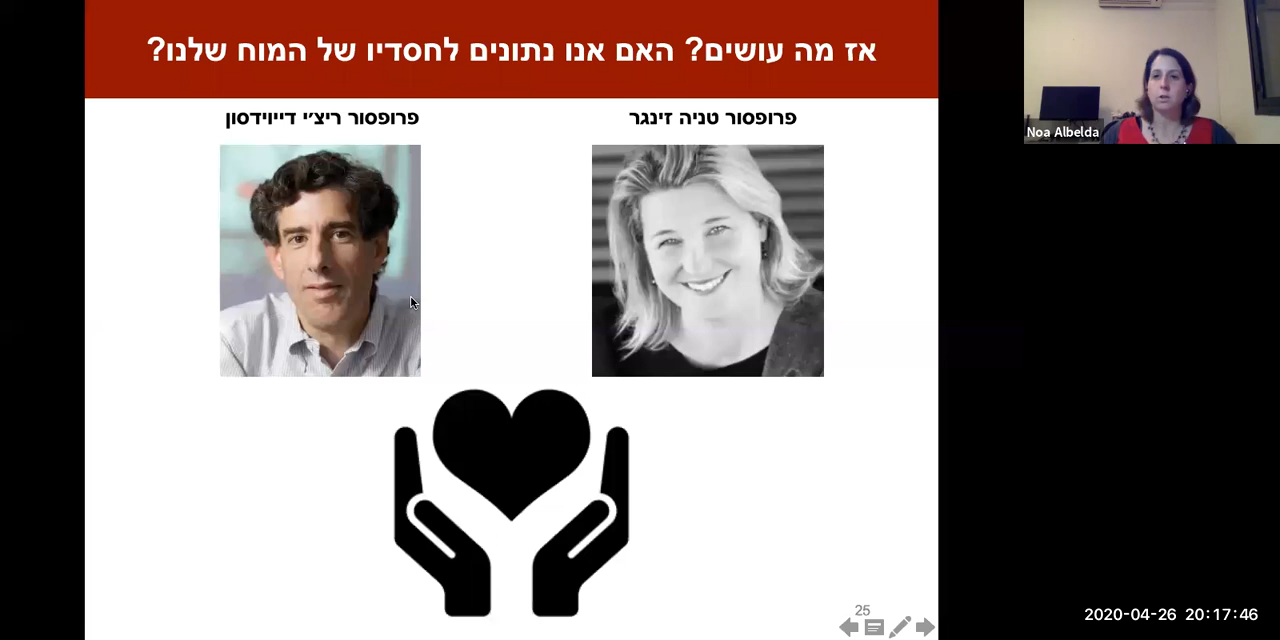 אז מה עושים? האם אנו נתונים לחסדיו של המוח שלנו?
פרופסור טניה זינגר
פרופסור ריצ'י דייוידסון
Noa Albelda
25
2020-04-26 20:17:46